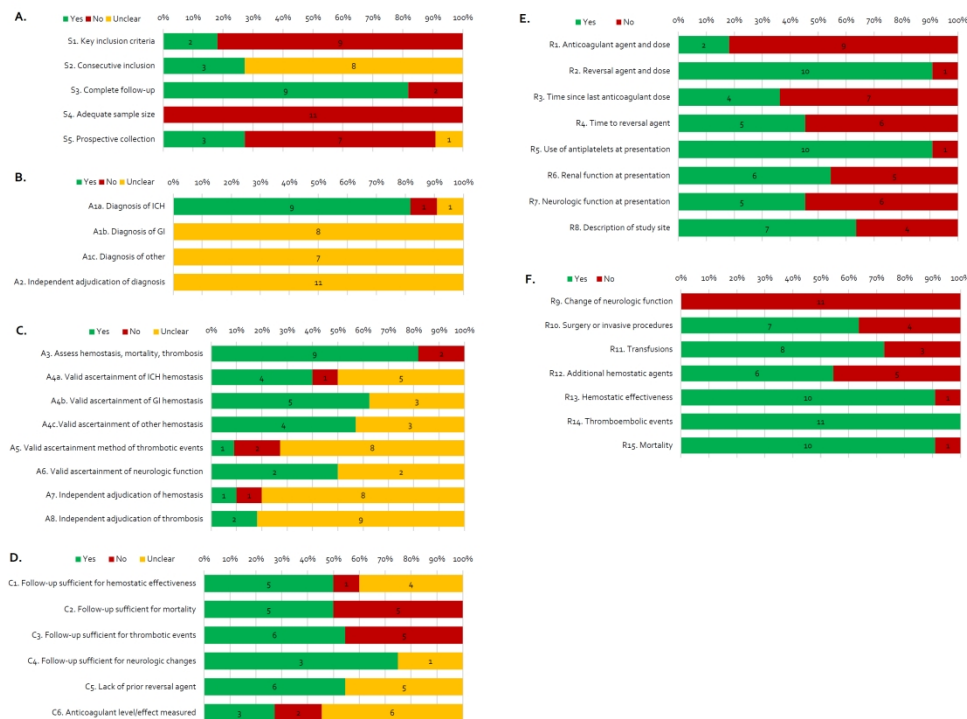 A.
Yes No Unclear
0% 10% 20% 30% 40% 50% 60% 70% 80% 90% 100%
S1. Key inclusion criteria 2 9
S2. Consecutive inclusion 3 8
S3. Complete follow-up 9 2
S4. Adequate sample size 11
S5. Prospective collection 3 7 1
B.
Yes No Unclear
0% 10% 20% 30% 40% 50% 60% 70% 80% 90% 100%
A1a. Diagnosis of ICH 9 1 1
A1b. Diagnosis of GI 8
A1c. Diagnosis of other 7
A2. Independent adjudication of diagnosis 11
C.
Yes No Unclear
0% 10% 20% 30% 40% 50% 60% 70% 80% 90% 100%
A3. Assess hemostasis, mortality, thrombosis 9 2
A4a. Valid ascertainment of ICH hemostasis 4 1 5
A4b. Valid ascertainment of GI hemostasis 5 3
A4c.Valid ascertainment of other hemostasis 4 3
A5. Valid ascertainment method of thrombotic events 1 2 8
A6. Valid ascertainment of neurologic function 2 2
A7. Independent adjudication of hemostasis 1 1 8
A8. Independent adjudication of thrombosis 2 9
D.
Yes No Unclear
0% 10% 20% 30% 40% 50% 60% 70% 80% 90% 100%
C1. Follow-up sufficient for hemostatic effectiveness 5 1 4
C2. Follow-up sufficient for mortality 5 5
C3. Follow-up sufficient for thrombotic events 6 5
C4. Follow-up sufficient for neurologic changes 3 1
C5. Lack of prior reversal agent 6 5
C6. Anticoagulant level/effect measured 3 2 6
E.
Yes No
0% 10% 20% 30% 40% 50% 60% 70% 80% 90% 100%
R1. Anticoagulant agent and dose 2 9
R2. Reversal agent and dose 10 1
R3. Time since last anticoagulant dose 4 7
R4. Time to reversal agent 5 6
R5. Use of antiplatelets at presentation 10 1
R6. Renal function at presentation 6 5
R7. Neurologic function at presentation 5 6
R8. Description of study site 7 4
F.
Yes No
0% 10% 20% 30% 40% 50% 60% 70% 80% 90% 100%
R9. Change of neurologic function 11
R10. Surgery or invasive procedures 7 4
R11. Transfusions 8 3
R12. Additional hemostatic agents 6 5
R13. Hemostatic effectiveness 10 1
R14. Thromboembolic events 11
R15. Mortality 10 1